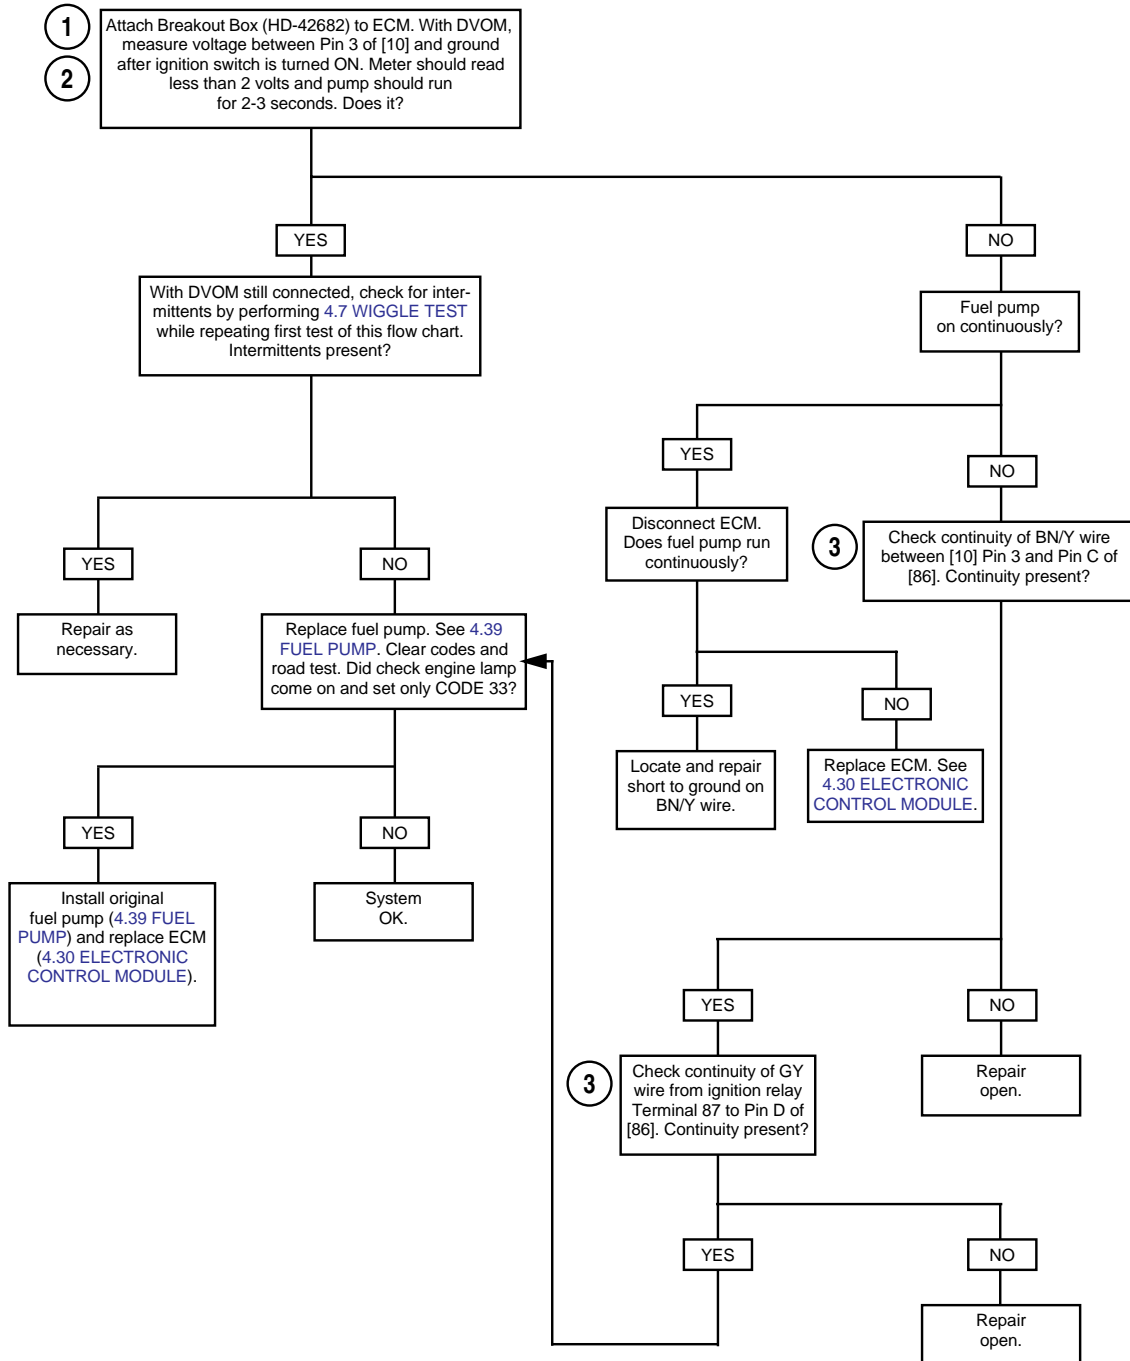 1
Attach Breakout Box (HD-42682) to ECM. With DVOM,
measure voltage between Pin 3 of [10] and ground
after ignition switch is turned ON. Meter should read
less than 2 volts and pump should run
for 2-3 seconds. Does it?
2
YES
NO
With DVOM still connected, check for inter-
mittents by performing 4.7 WIGGLE TEST
while repeating first test of this flow chart.
Intermittents present?
Fuel pump
on continuously?
YES
NO
Disconnect ECM.
Does fuel pump run
continuously?
3
Check continuity of BN/Y wire
between [10] Pin 3 and Pin C of
[86]. Continuity present?
YES
NO
Repair as
necessary.
Replace fuel pump. See 4.39
FUEL PUMP. Clear codes and
road test. Did check engine lamp
come on and set only CODE 33?
YES
NO
Locate and repair
short to ground on
BN/Y wire.
Replace ECM. See
4.30 ELECTRONIC
CONTROL MODULE.
YES
NO
Install original
fuel pump (4.39 FUEL
PUMP) and replace ECM
(4.30 ELECTRONIC
CONTROL MODULE).
System
OK.
YES
NO
3
Check continuity of GY
wire from ignition relay
Terminal 87 to Pin D of
[86]. Continuity present?
Repair
open.
YES
NO
Repair
open.